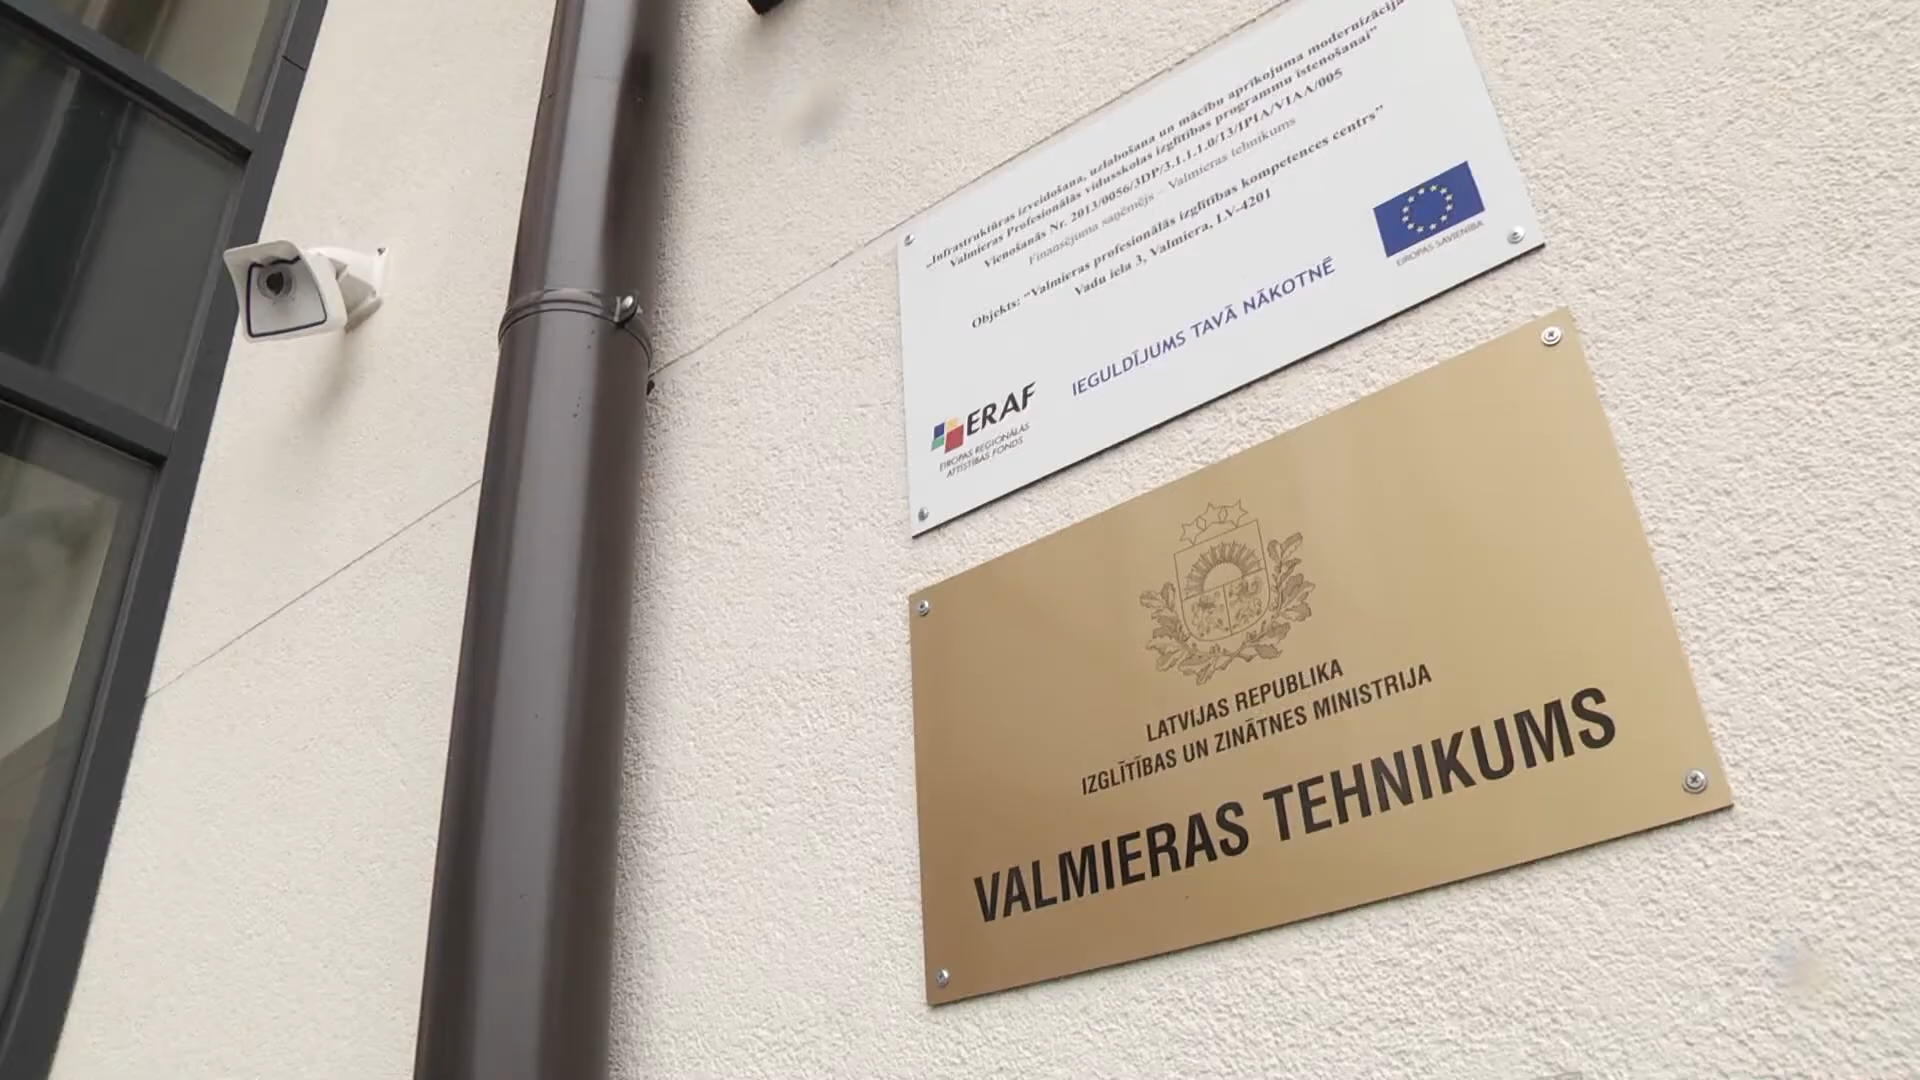 „Infrastruktūras izveidošana, uzlabošana un mācību aprīkojuma modernizācija
Valmieras Profesionālās vidusskolas izglītības programmu īstenošanai”
Vienošanās Nr. 2013/0056/3DP/3.1.1.1.0/13/IPIA/VIAA/005
Finansējuma saņēmējs – Valmieras tehnikums
Objekts: "Valmieras profesionālās izglītības kompetences centrs"
Vadu iela 3, Valmiera, LV-4201
EIROPAS SAVIENĪBA
IEGULDĪJUMS TAVĀ NĀKOTNĒ
ERAF
EIROPAS REĢIONĀLĀS
ATTĪSTĪBAS FONDS
LATVIJAS REPUBLIKA
IZGLĪTĪBAS UN ZINĀTNES MINISTRIJA
VALMIERAS TEHNIKUMS